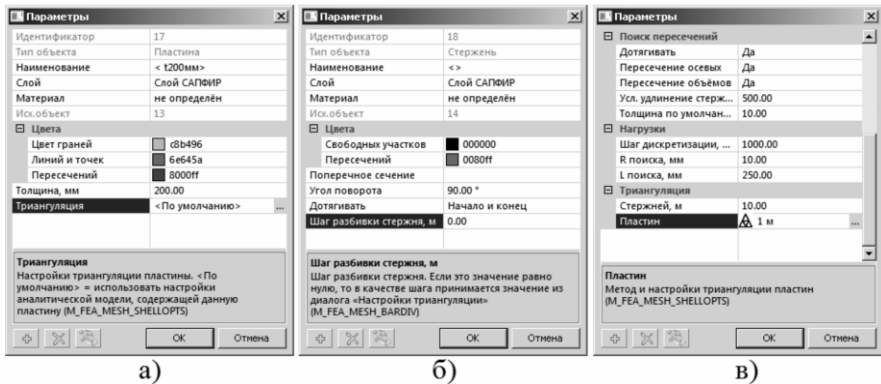 Параметры
Идентификатор 17
Тип объекта Пластина
Наименование < t200мм>
Слой Слой САПФИР
Материал не определён
Исх.объект 13
Цвета
Цвет граней c8b496
Линий и точек 6e645a
Пересечений 8000ff
Толщина, мм 200.00
Триангуляция <По умолчанию> ...
Триангуляция
Настройки триангуляции пластины. <По
умолчанию> = использовать настройки
аналитической модели, содержащей данную
пластину (M_FEA_MESH_SHELLOPTS)
OK Отмена
а)
Параметры
Идентификатор 18
Тип объекта Стержень
Наименование <>
Слой Слой САПФИР
Материал не определён
Исх.объект 14
Цвета
Свободных участков 000000
Пересечений 0080ff
Поперечное сечение
Угол поворота 90.00 °
Дотягивать Начало и конец
Шаг разбивки стержня, м 0.00
Шаг разбивки стержня, м
Шаг разбивки стержня. Если это значение равно
нулю, то в качестве шага принимается значение из
диалога «Настройки триангуляции»
(M_FEA_MESH_BARDIV)
OK Отмена
б)
Параметры
Поиск пересечений
Дотягивать Да
Пересечение осевых Да
Пересечение объёмов Да
Усл. удлинение стерж... 500.00
Толщина по умолчан... 10.00
Нагрузки
Шаг дискретизации, ... 1000.00
R поиска, мм 10.00
L поиска, мм 250.00
Триангуляция
Стержней, м 10.00
Пластин 1 м ...
Пластин
Метод и настройки триангуляции пластин
(M_FEA_MESH_SHELLOPTS)
OK Отмена
в)